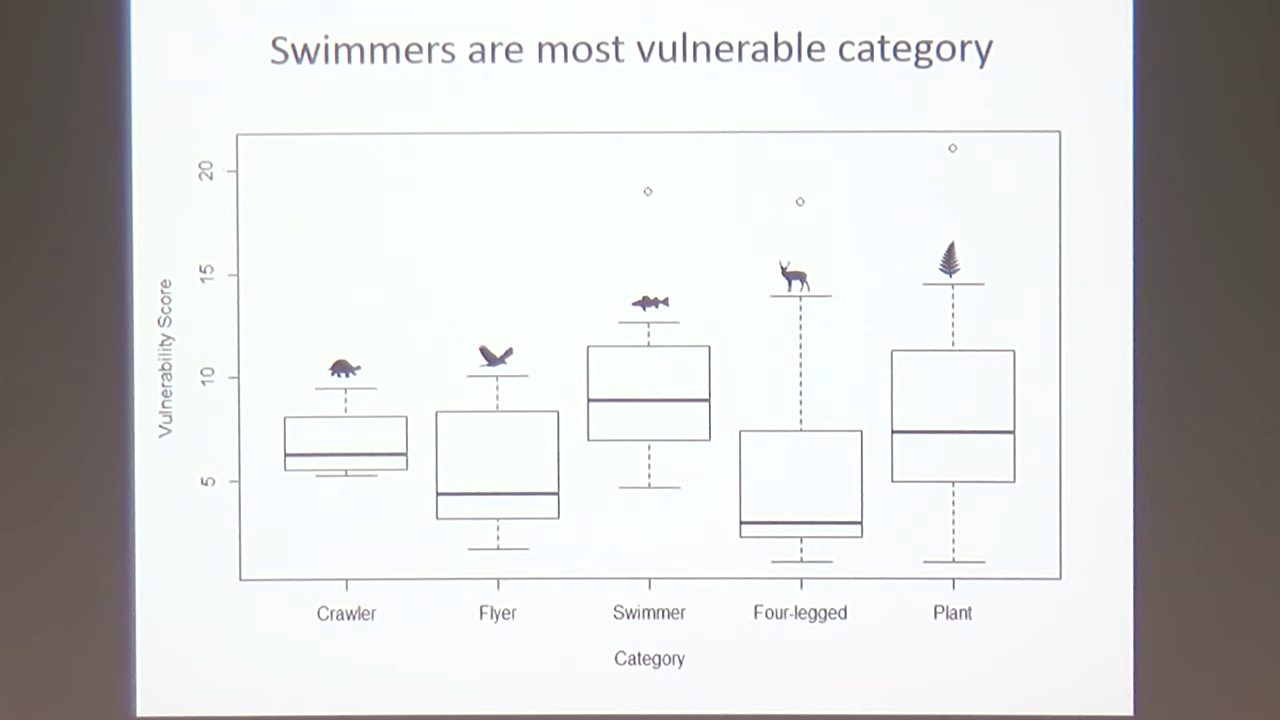 Swimmers are most vulnerable category
Vulnerability Score
20
15
10
5
Crawler
Flyer
Swimmer
Four-legged
Plant
Category